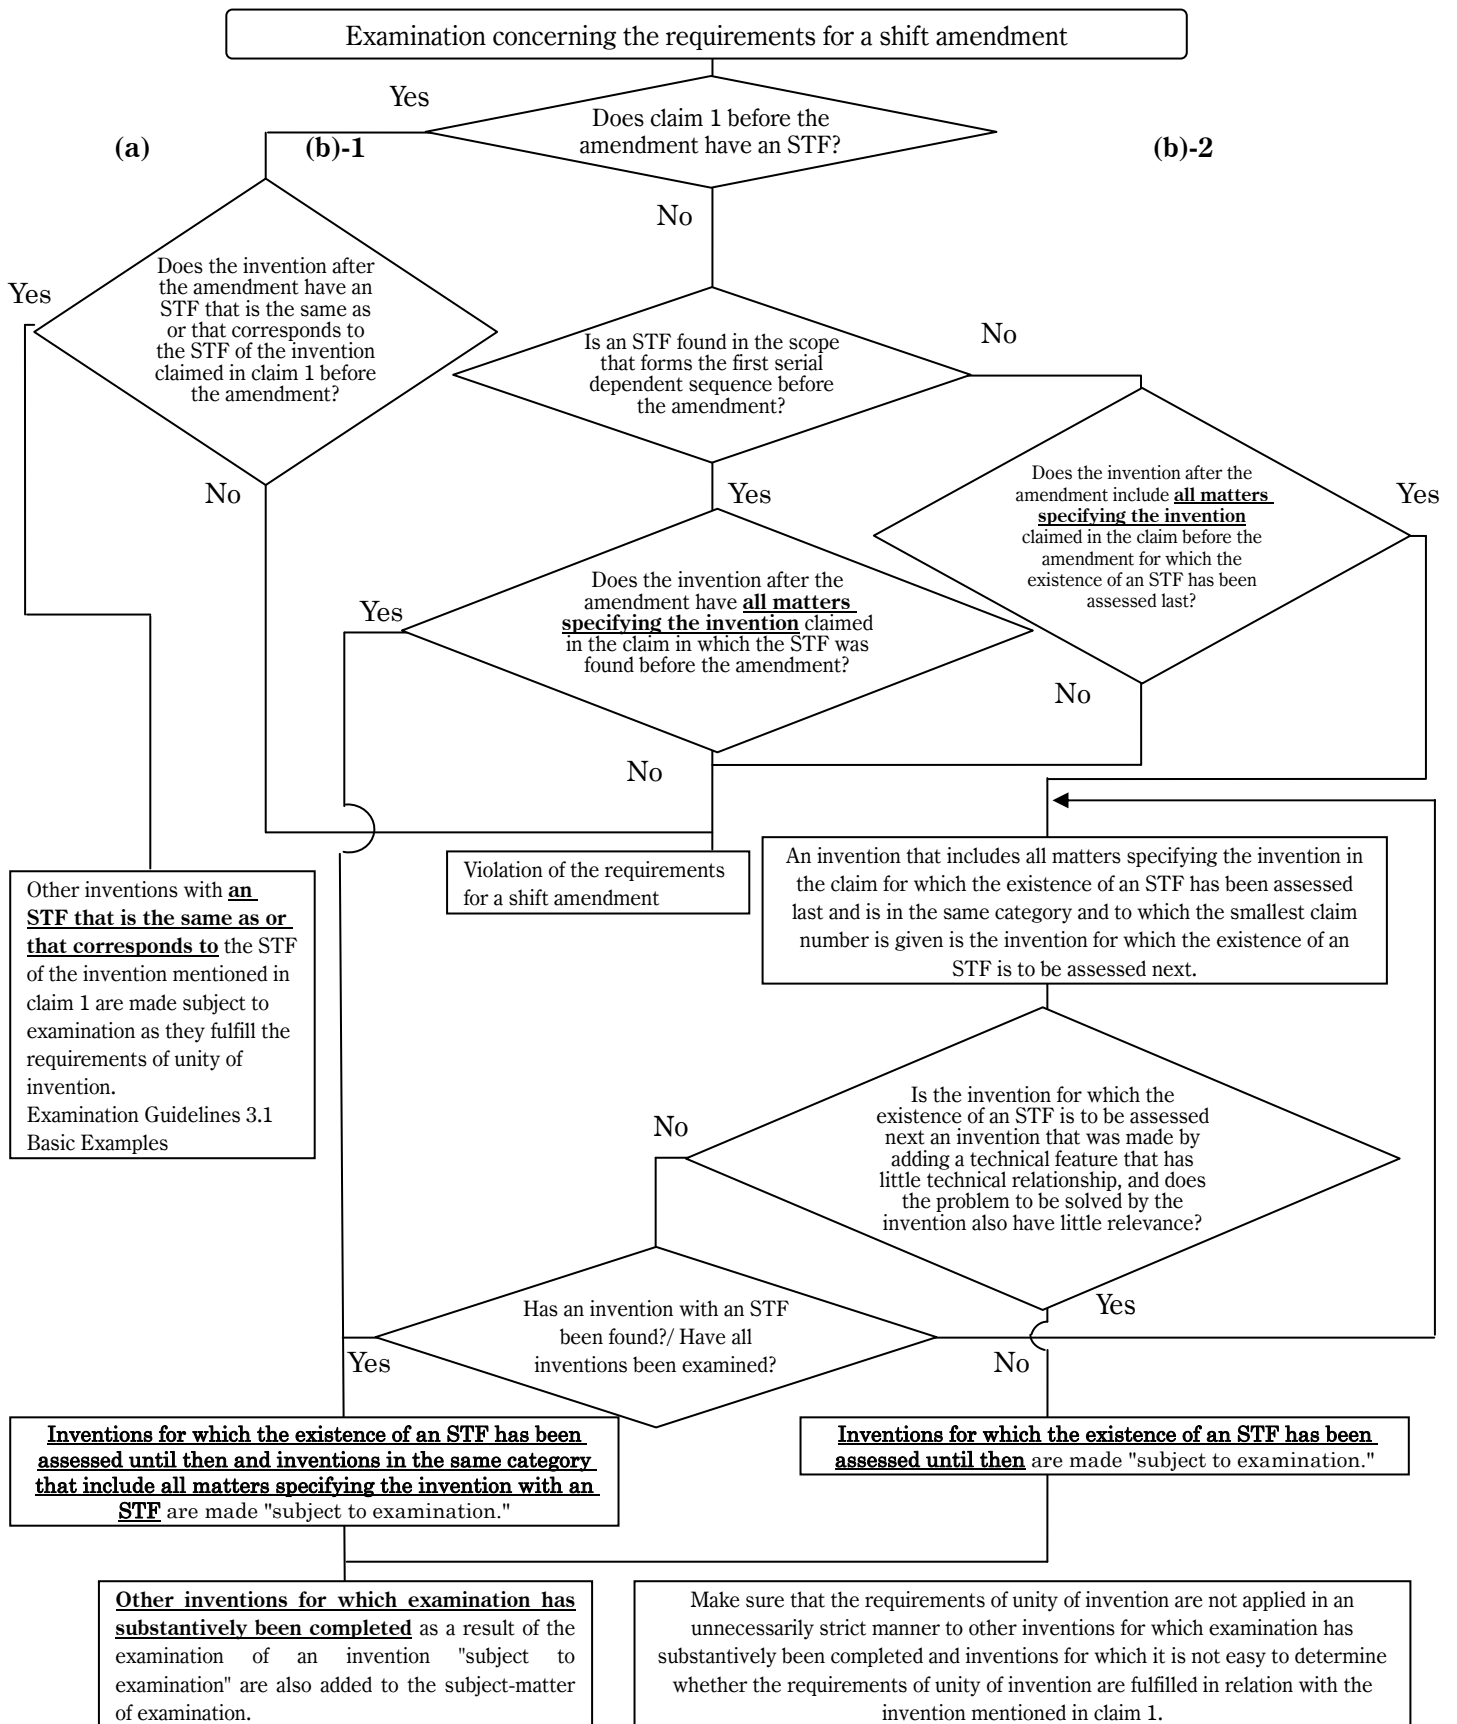 Examination concerning the requirements for a shift amendment
Yes
Does claim 1 before the
amendment have an STF?
(a)
(b)-1
(b)-2
No
Does the invention after
the amendment have an
STF that is the same as
or that corresponds to
the STF of the invention
claimed in claim 1 before
the amendment?
Yes
No
Is an STF found in the scope
that forms the first serial
dependent sequence before
the amendment?
No
Yes
Does the invention after the
amendment include all matters
specifying the invention
claimed in the claim before the
amendment for which the
existence of an STF has been
assessed last?
Yes
No
Does the invention after the
amendment have all matters
specifying the invention claimed
in the claim in which the STF was
found before the amendment?
Yes
No
Violation of the requirements
for a shift amendment
An invention that includes all matters specifying the invention in
the claim for which the existence of an STF has been assessed
last and is in the same category and to which the smallest claim
number is given is the invention for which the existence of an
STF is to be assessed next.
Other inventions with an
STF that is the same as or
that corresponds to the STF
of the invention mentioned in
claim 1 are made subject to
examination as they fulfill the
requirements of unity of
invention.
Examination Guidelines 3.1
Basic Examples
Is the invention for which the
existence of an STF is to be assessed
next an invention that was made by
adding a technical feature that has
little technical relationship, and does
the problem to be solved by the
invention also have little relevance?
No
Yes
Has an invention with an STF
been found?/ Have all
inventions been examined?
Yes
No
Inventions for which the existence of an STF has been
assessed until then and inventions in the same category
that include all matters specifying the invention with an
STF are made "subject to examination."
Inventions for which the existence of an STF has been
assessed until then are made "subject to examination."
Other inventions for which examination has
substantively been completed as a result of the
examination of an invention "subject to
examination" are also added to the subject-matter
of examination.
Make sure that the requirements of unity of invention are not applied in an
unnecessarily strict manner to other inventions for which examination has
substantively been completed and inventions for which it is not easy to determine
whether the requirements of unity of invention are fulfilled in relation with the
invention mentioned in claim 1.